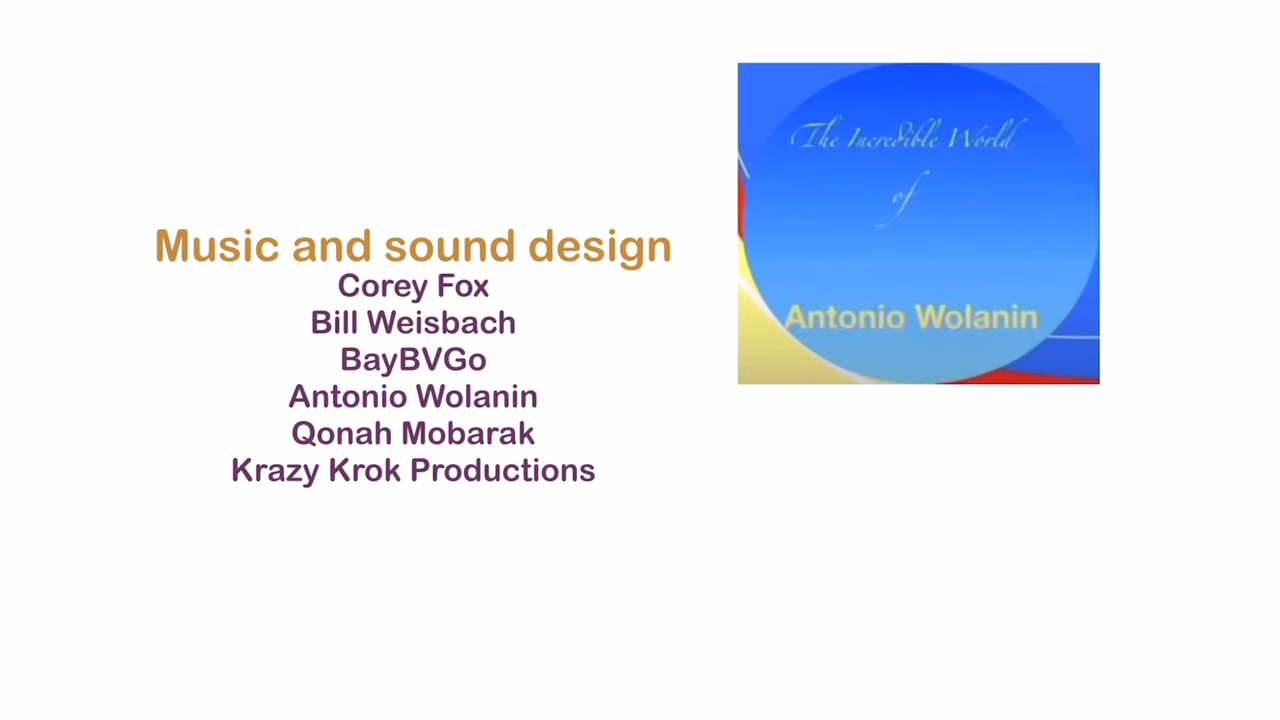 Music and sound design
Corey Fox
Bill Weisbach
BayBVGo
Antonio Wolanin
Qonah Mobarak
Krazy Krok Productions
The Incredible World
of
Antonio Wolanin